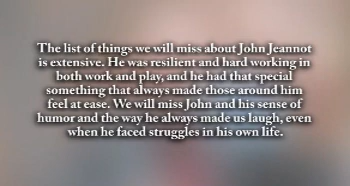 The list of things we will miss about John Jeannot
is extensive. He was resilient and hard working in
both work and play, and he had that special
something that always made those around him
feel at ease. We will miss John and his sense of
humor and the way he always made us laugh, even
when he faced struggles in his own life.